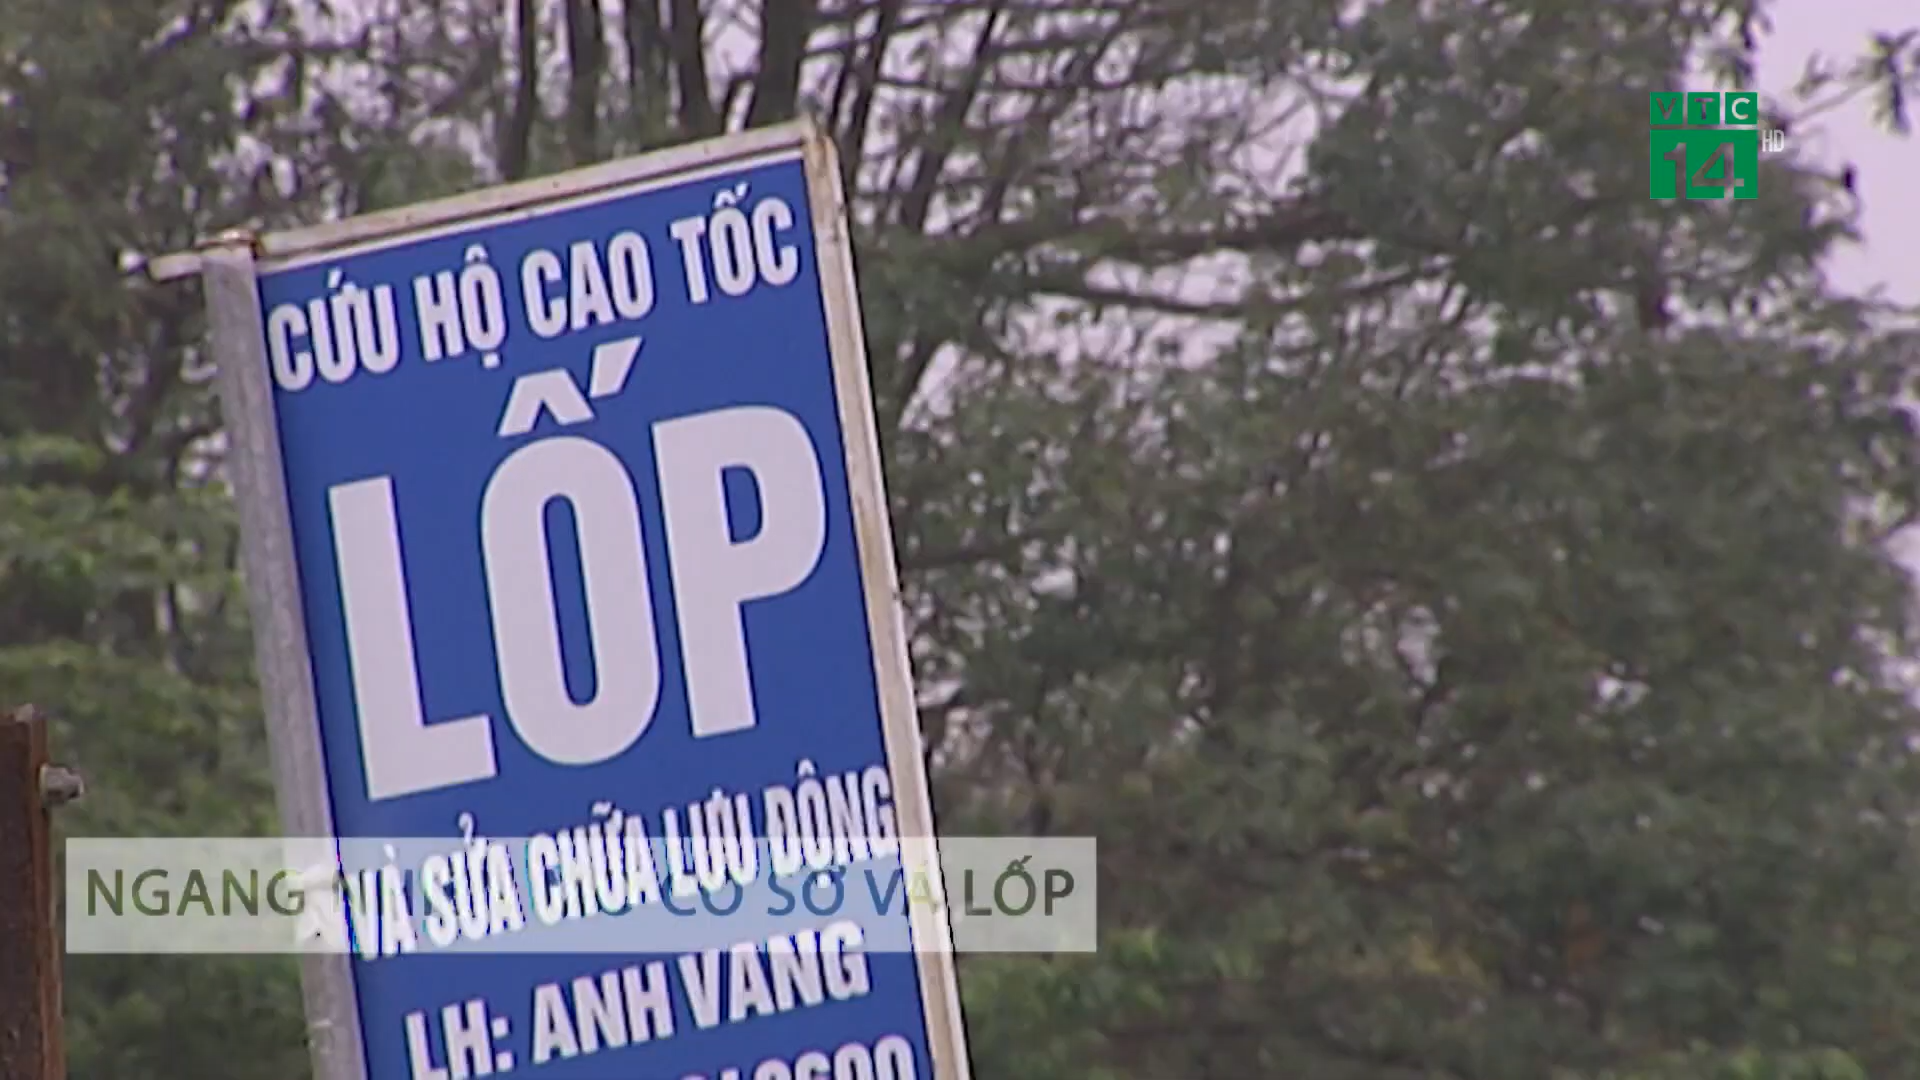 VTC
14 HD
CỨU HỘ CAO TỐC
LỐP
VÀ SỬA CHỮA LƯU ĐỘNG
NGANG CƠ SỞ VÁ LỐP
LH: ANH VANG